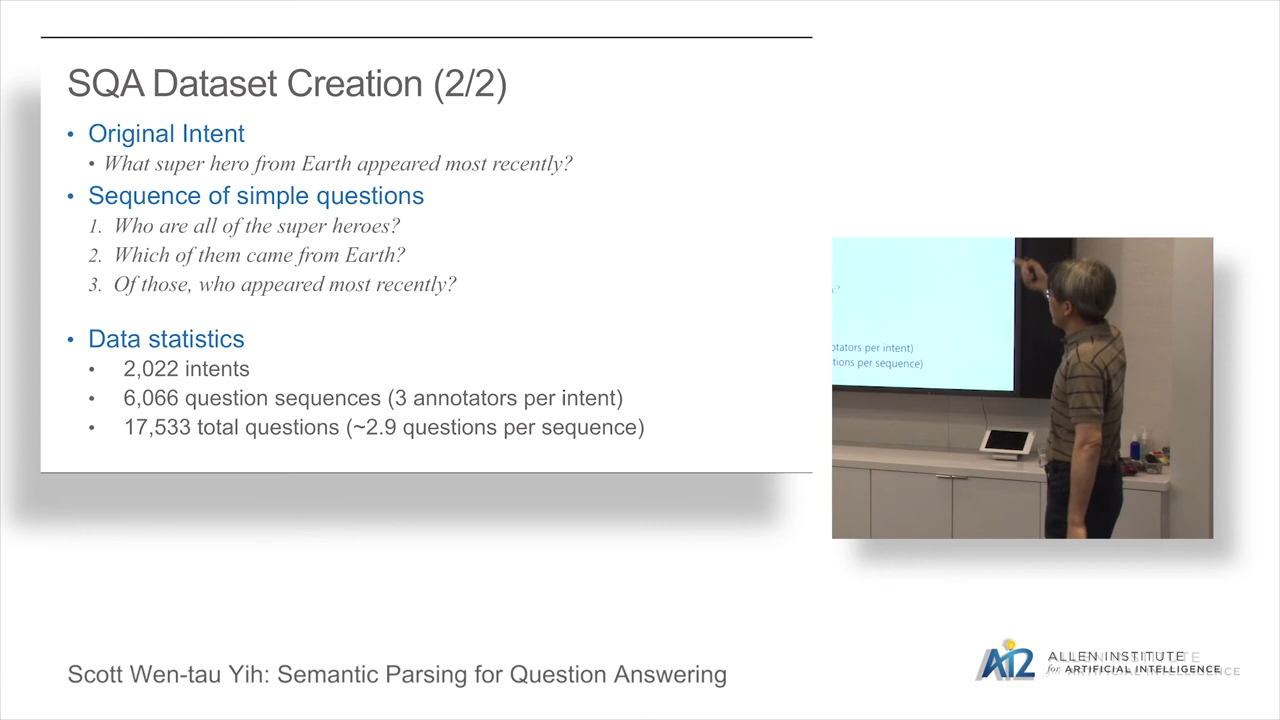 SQA Dataset Creation (2/2)
• Original Intent
• What super hero from Earth appeared most recently?
• Sequence of simple questions
1. Who are all of the super heroes?
2. Which of them came from Earth?
3. Of those, who appeared most recently?
• Data statistics
• 2,022 intents
• 6,066 question sequences (3 annotators per intent)
• 17,533 total questions (~2.9 questions per sequence)
y?
otators per intent)
tions per sequence)
Scott Wen-tau Yih: Semantic Parsing for Question Answering
AI2
ALLEN INSTITUTE
for ARTIFICIAL INTELLIGENCE